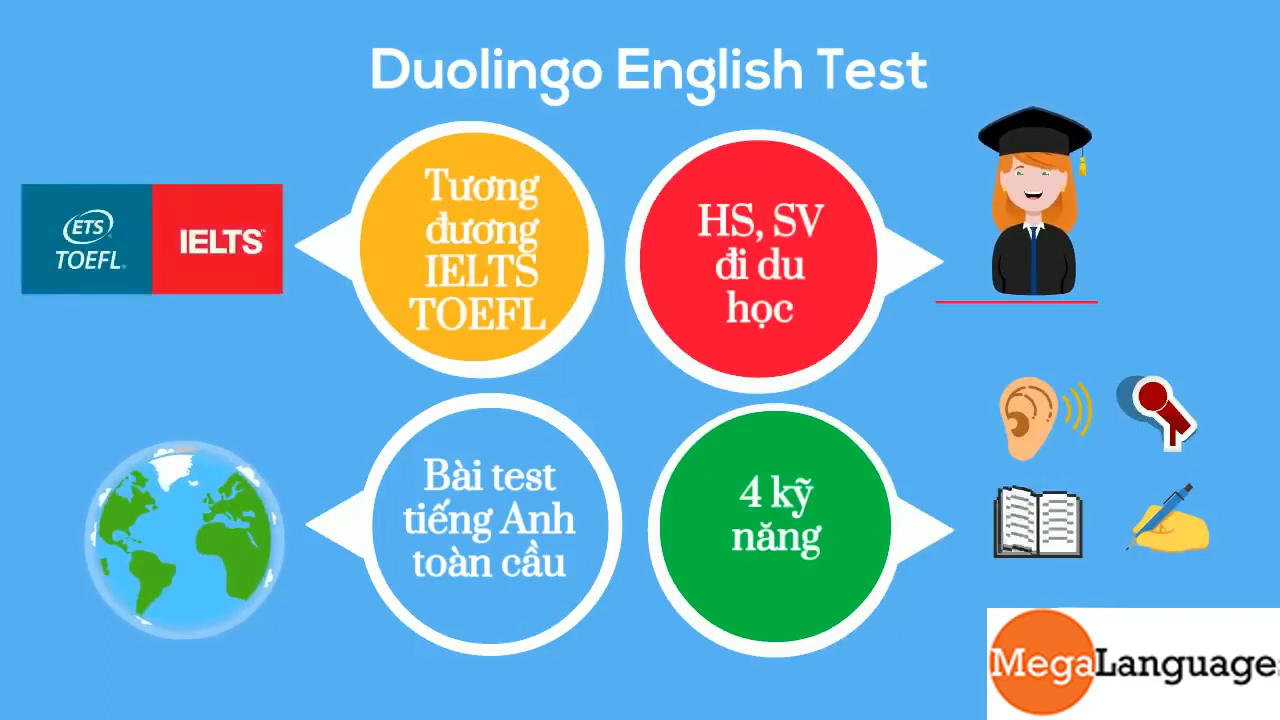 Duolingo English Test
ETS
TOEFL
IELTS
Tương
đương
IELTS
TOEFL
HS, SV
đi du
học
Bài test
tiếng Anh
toàn cầu
4 kỹ
năng
MegaLanguages